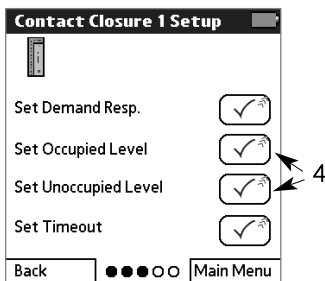 Contact Closure 1 Setup
Set Demand Resp.
Set Occupied Level
Set Unoccupied Level
4
Set Timeout
Back
Main Menu